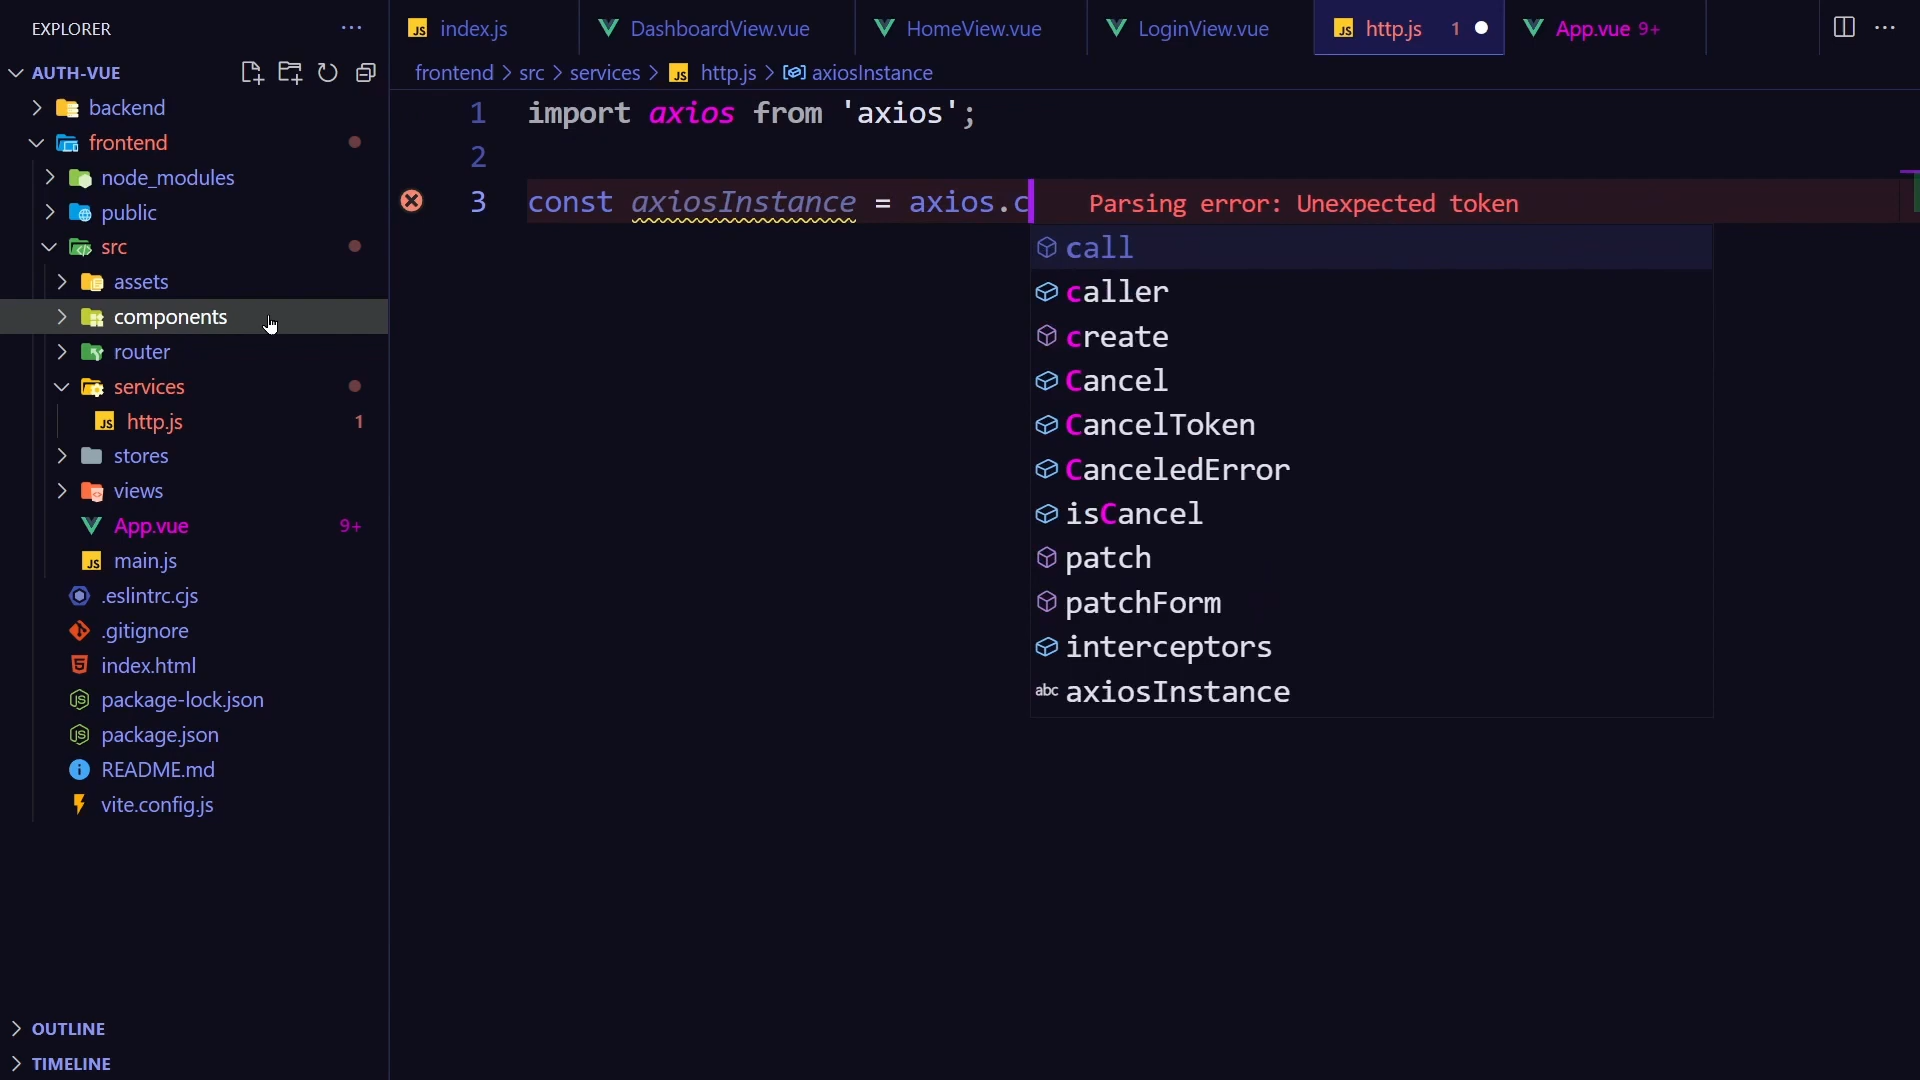 EXPLORER
AUTH-VUE
backend
frontend
node_modules
public
src
assets
components
router
services
http.js 1
stores
views
App.vue 9+
main.js
.eslintrc.cjs
.gitignore
index.html
package-lock.json
package.json
README.md
vite.config.js
OUTLINE
TIMELINE
index.js DashboardView.vue HomeView.vue LoginView.vue http.js 1 App.vue 9+
frontend > src > services > http.js > axiosInstance
1 import axios from 'axios';
2
3 const axiosInstance = axios.c Parsing error: Unexpected token
call
caller
create
Cancel
CancelToken
CanceledError
isCancel
patch
patchForm
interceptors
abc axiosInstance